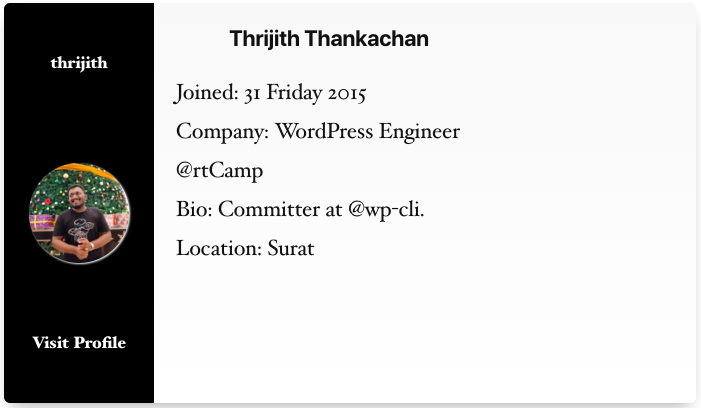 thrijith
Visit Profile
Thrijith Thankachan
Joined: 31 Friday 2015
Company: WordPress Engineer
@rtCamp
Bio: Committer at @wp-cli.
Location: Surat